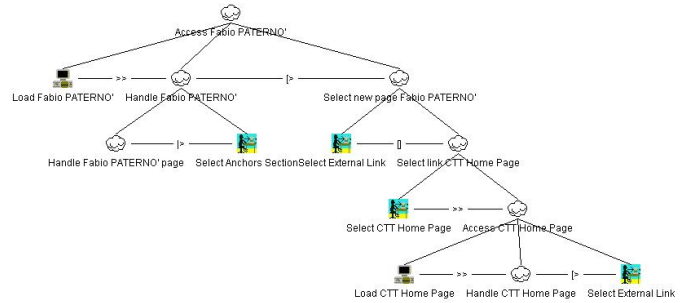 Access Fabio PATERNO'
>> [>
Load Fabio PATERNO' Handle Fabio PATERNO' Select new page Fabio PATERNO'
|> []
Handle Fabio PATERNO' page Select Anchors Section Select External Link Select link CTT Home Page
>>
Select CTT Home Page Access CTT Home Page
>> [>
Load CTT Home Page Handle CTT Home Page Select External Link